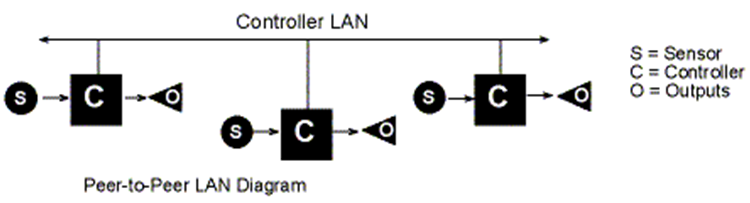 Controller LAN
S = Sensor
C = Controller
O = Outputs
S C O
S C O
S C O
Peer-to-Peer LAN Diagram